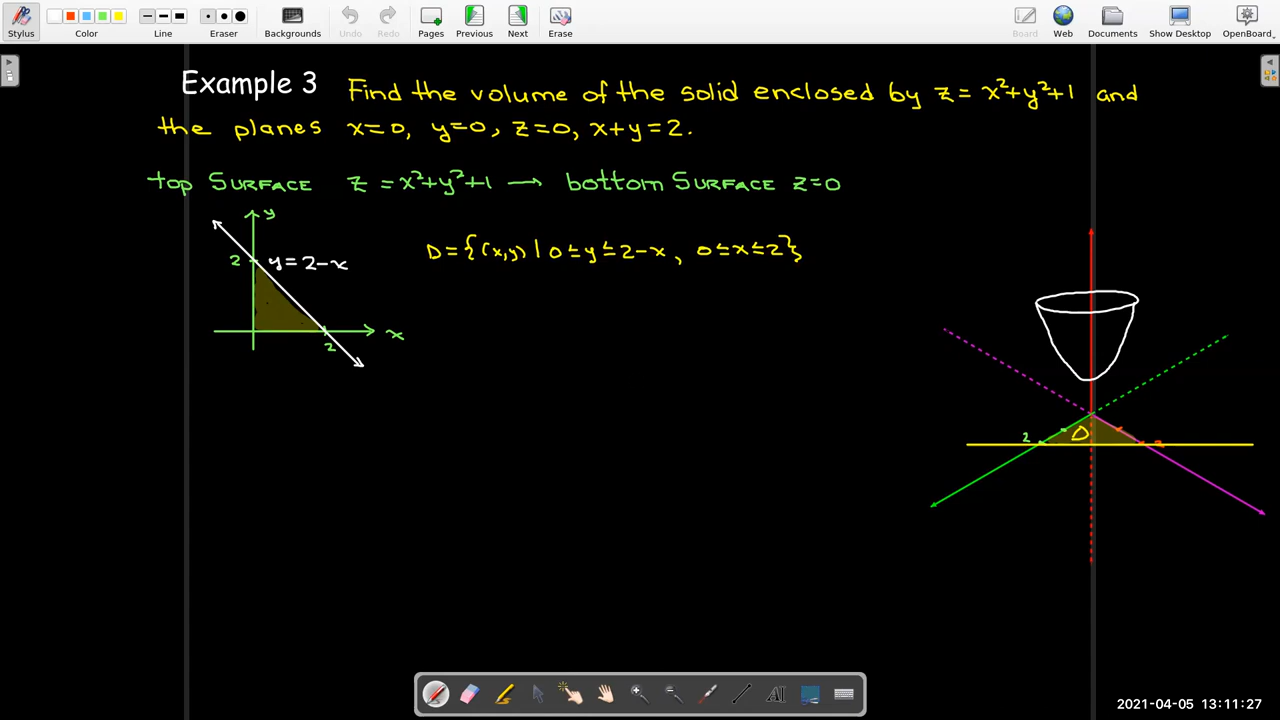 Stylus Color Line Eraser Backgrounds Undo Redo Pages Previous Next Erase Board Web Documents Show Desktop OpenBoard
Example 3 Find the volume of the solid enclosed by z = x²+y²+1 and
the planes x=0, y=0, z=0, x+y=2.
top SURFACE z = x²+y²+1 → bottom SURFACE z=0
y
2 y = 2-x
D = {(x,y) | 0 ≤ y ≤ 2-x, 0 ≤ x ≤ 2}
x
2
2 D 2
2021-04-05 13:11:27